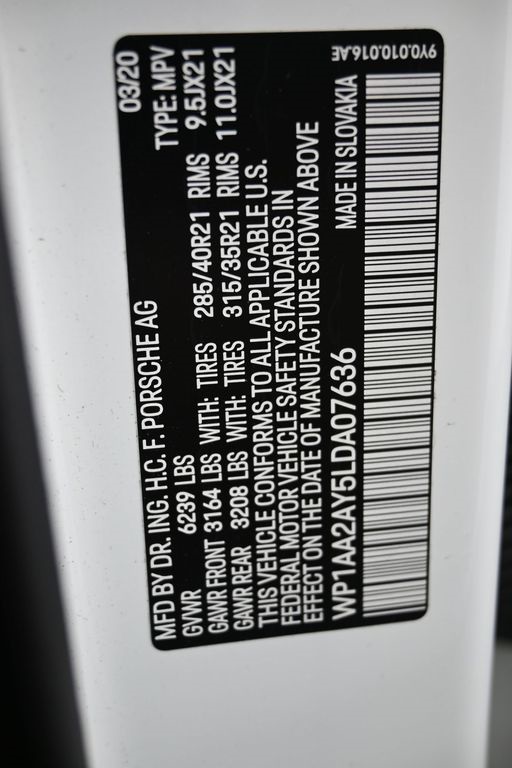 MFD BY DR. ING. H.C. F. PORSCHE AG 03/20
GVWR 6239 LBS TYPE: MPV
GAWR FRONT 3164 LBS WITH: TIRES 285/40R21 RIMS 9.5JX21
GAWR REAR 3208 LBS WITH: TIRES 315/35R21 RIMS 11.0JX21
THIS VEHICLE CONFORMS TO ALL APPLICABLE U.S.
FEDERAL MOTOR VEHICLE SAFETY STANDARDS IN
EFFECT ON THE DATE OF MANUFACTURE SHOWN ABOVE
WP1AA2AY5LDA07636 MADE IN SLOVAKIA
9Y0.010.016.AE